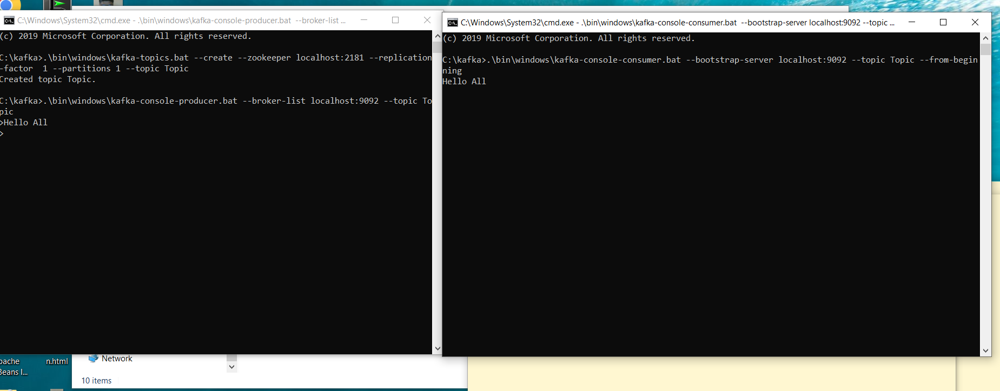 C:\Windows\System32\cmd.exe - .\bin\windows\kafka-console-producer.bat  --broker-list ...
(c) 2019 Microsoft Corporation. All rights reserved.
C:\kafka>.\bin\windows\kafka-topics.bat --create --zookeeper localhost:2181 --replication
-factor  1 --partitions 1 --topic Topic
Created topic Topic.
C:\kafka>.\bin\windows\kafka-console-producer.bat --broker-list localhost:9092 --topic To
pic
>Hello All
>
C:\Windows\System32\cmd.exe - .\bin\windows\kafka-console-consumer.bat  --bootstrap-server localhost:9092 --topic ...
(c) 2019 Microsoft Corporation. All rights reserved.
C:\kafka>.\bin\windows\kafka-console-consumer.bat --bootstrap-server localhost:9092 --topic Topic --from-begin
ning
Hello All
pache
Beans I...
n.html
Network
10 items